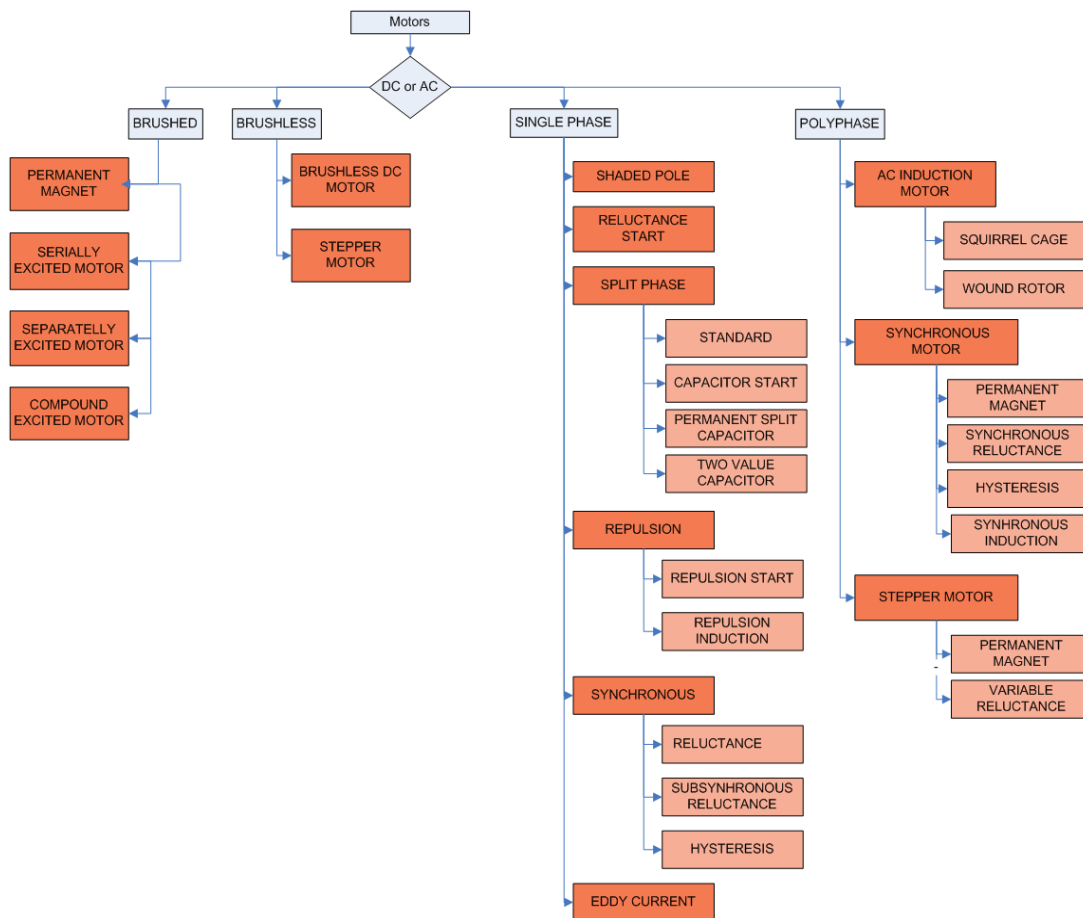 Motors
DC or AC
BRUSHED
BRUSHLESS
SINGLE PHASE
POLYPHASE
PERMANENT
MAGNET
SERIALLY
EXCITED MOTOR
SEPARATELLY
EXCITED MOTOR
COMPOUND
EXCITED MOTOR
BRUSHLESS DC
MOTOR
STEPPER
MOTOR
SHADED POLE
RELUCTANCE
START
SPLIT PHASE
STANDARD
CAPACITOR START
PERMANENT SPLIT
CAPACITOR
TWO VALUE
CAPACITOR
REPULSION
REPULSION START
REPULSION
INDUCTION
SYNCHRONOUS
RELUCTANCE
SUBSYNHRONOUS
RELUCTANCE
HYSTERESIS
EDDY CURRENT
AC INDUCTION
MOTOR
SQUIRREL CAGE
WOUND ROTOR
SYNCHRONOUS
MOTOR
PERMANENT
MAGNET
SYNCHRONOUS
RELUCTANCE
HYSTERESIS
SYNHRONOUS
INDUCTION
STEPPER MOTOR
PERMANENT
MAGNET
-
VARIABLE
RELUCTANCE